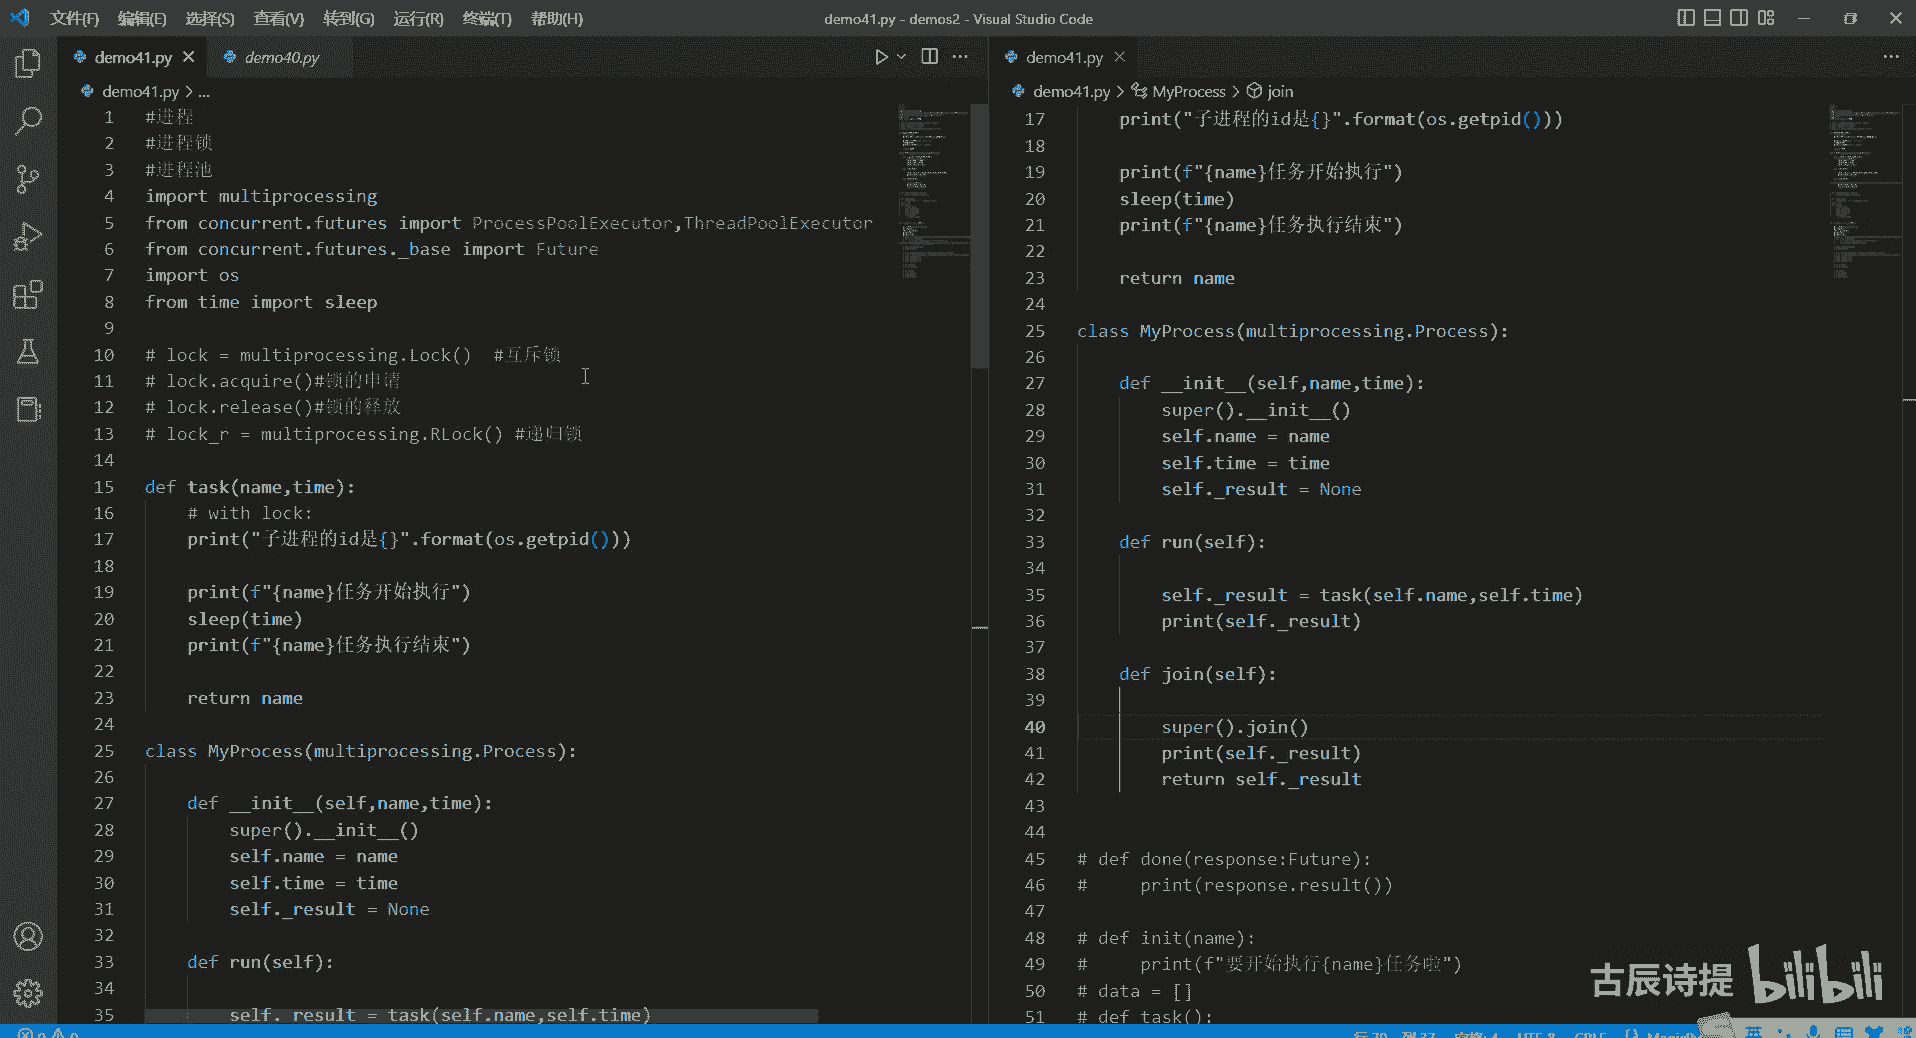 文件(F) 编辑(E) 选择(S) 查看(V) 转到(G) 运行(R) 终端(T) 帮助(H)
demo41.py - demos2 - Visual Studio Code
demo41.py
demo40.py
demo41.py > ...
1 #进程
2 #进程锁
3 #进程池
4 import multiprocessing
5 from concurrent.futures import ProcessPoolExecutor,ThreadPoolExecutor
6 from concurrent.futures._base import Future
7 import os
8 from time import sleep
9
10 # lock = multiprocessing.Lock() #互斥锁
11 # lock.acquire()#锁的申请
12 # lock.release()#锁的释放
13 # lock_r = multiprocessing.RLock() #递归锁
14
15 def task(name,time):
16 # with lock:
17 print("子进程的id是{}".format(os.getpid()))
18
19 print(f"{name}任务开始执行")
20 sleep(time)
21 print(f"{name}任务执行结束")
22
23 return name
24
25 class MyProcess(multiprocessing.Process):
26
27 def __init__(self,name,time):
28 super().__init__()
29 self.name = name
30 self.time = time
31 self._result = None
32
33 def run(self):
34
35 self._result = task(self.name,self.time)
demo41.py
demo41.py > MyProcess > join
17 print("子进程的id是{}".format(os.getpid()))
18
19 print(f"{name}任务开始执行")
20 sleep(time)
21 print(f"{name}任务执行结束")
22
23 return name
24
25 class MyProcess(multiprocessing.Process):
26
27 def __init__(self,name,time):
28 super().__init__()
29 self.name = name
30 self.time = time
31 self._result = None
32
33 def run(self):
34
35 self._result = task(self.name,self.time)
36 print(self._result)
37
38 def join(self):
39
40 super().join()
41 print(self._result)
42 return self._result
43
44
45 # def done(response:Future):
46 # print(response.result())
47
48 # def init(name):
49 # print(f"要开始执行{name}任务啦")
50 # data = []
51 # def task():
古辰诗提 bilibili